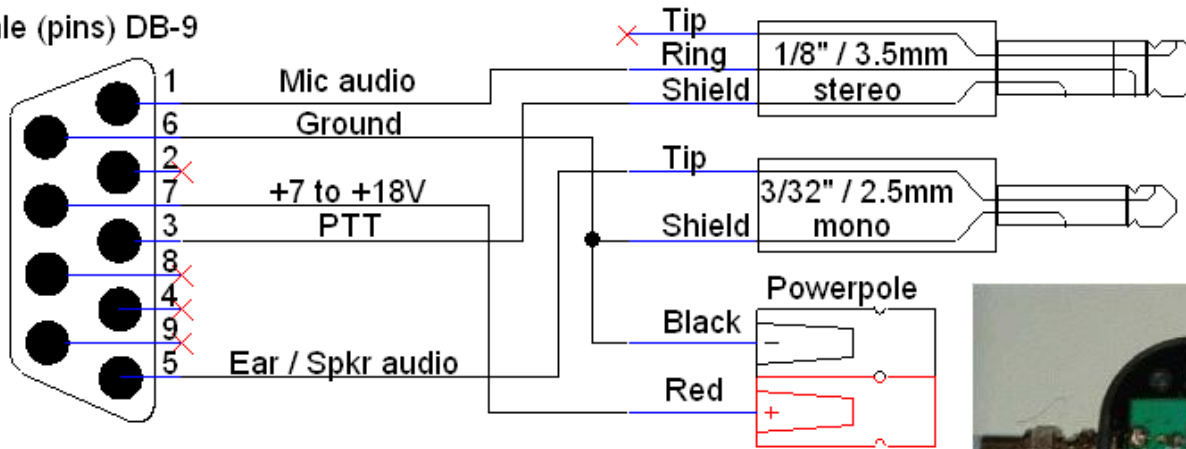 (pins) DB-9
1
6
2
7
3
8
4
9
5
Mic audio
Ground
+7 to +18V
PTT
Ear / Spkr audio
Tip
Ring
Shield
1/8" / 3.5mm
stereo
Tip
Shield
3/32" / 2.5mm
mono
Powerpole
Black
-
Red
+